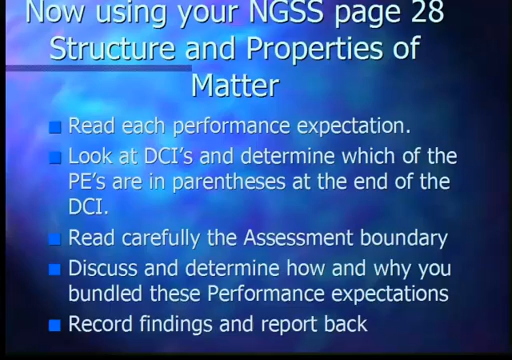 Now using your NGSS page 28
Structure and Properties of
Matter
Read each performance expectation.
Look at DCI's and determine which of the
PE's are in parentheses at the end of the
DCI.
Read carefully the Assessment boundary
Discuss and determine how and why you
bundled these Performance expectations
Record findings and report back